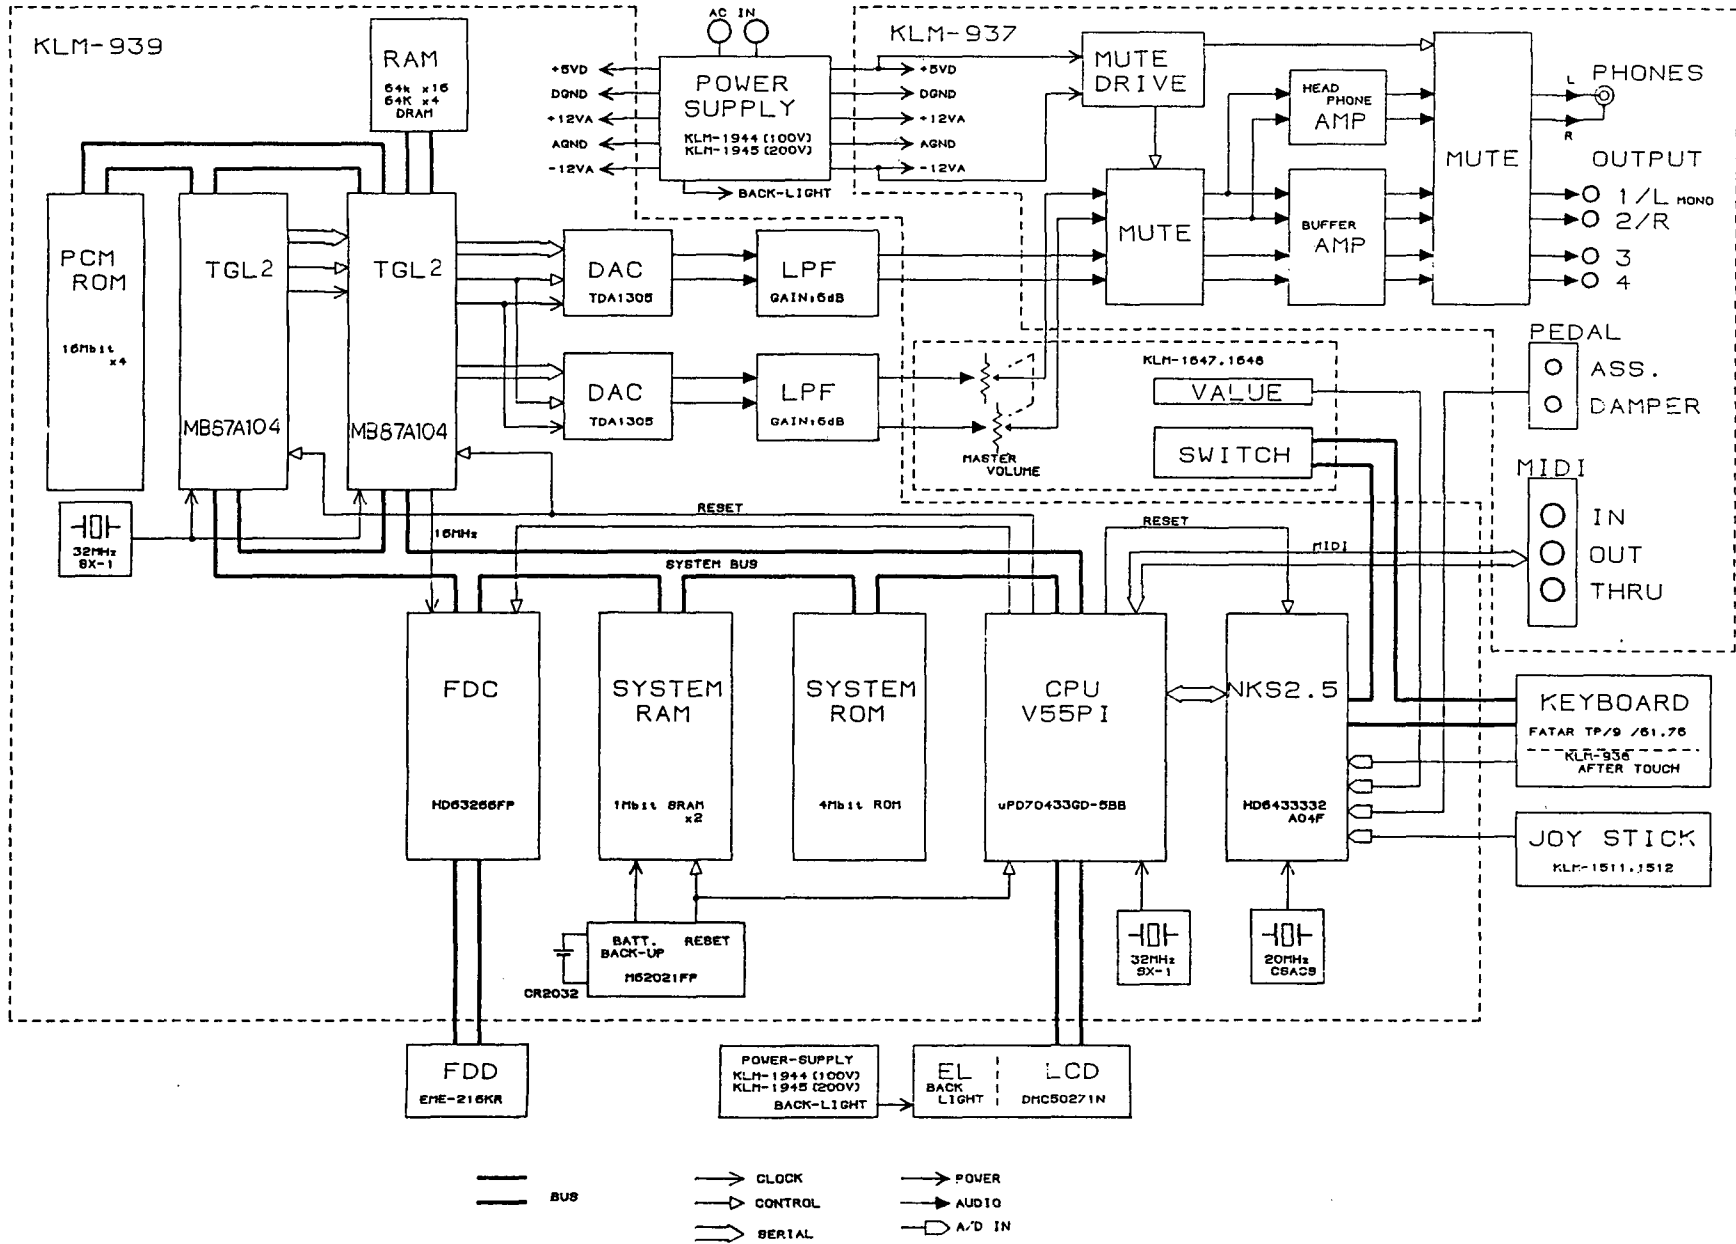 KLM-939
RAM
64k x16
64K x4
DRAM
AC IN
POWER
SUPPLY
KLM-1944 (100V)
KLM-1945 (200V)
+5VD
DGND
+12VA
AGND
-12VA
+5VD
DGND
+12VA
AGND
-12VA
BACK-LIGHT
KLM-937
MUTE
DRIVE
HEAD
PHONE
AMP
MUTE
L
R
PHONES
OUTPUT
1/L MONO
2/R
3
4
MUTE
BUFFER
AMP
PCM
ROM
16Mbit
x4
TGL2
MB87A104
TGL2
MB87A104
DAC
TDA1305
LPF
GAIN:6dB
DAC
TDA1305
LPF
GAIN:6dB
MASTER
VOLUME
KLM-1647,1648
VALUE
SWITCH
PEDAL
ASS.
DAMPER
MIDI
IN
OUT
THRU
32MHz
SX-1
16MHz
RESET
RESET
MIDI
SYSTEM BUS
FDC
HD63266FP
SYSTEM
RAM
1Mbit SRAM
x2
SYSTEM
ROM
4Mbit ROM
CPU
V55PI
uPD70433GD-5BB
NKS2.5
HD6433332
A04F
KEYBOARD
FATAR TP/9 /61,76
KLM-936
AFTER TOUCH
JOY STICK
KLM-1511,1512
BATT.
BACK-UP
RESET
M62021FP
CR2032
32MHz
SX-1
20MHz
CSACS
FDD
EME-216KR
POWER-SUPPLY
KLM-1944 (100V)
KLM-1945 (200V)
BACK-LIGHT
EL
BACK
LIGHT
LCD
DMC50271N
BUS
CLOCK
CONTROL
SERIAL
POWER
AUDIO
A/D IN